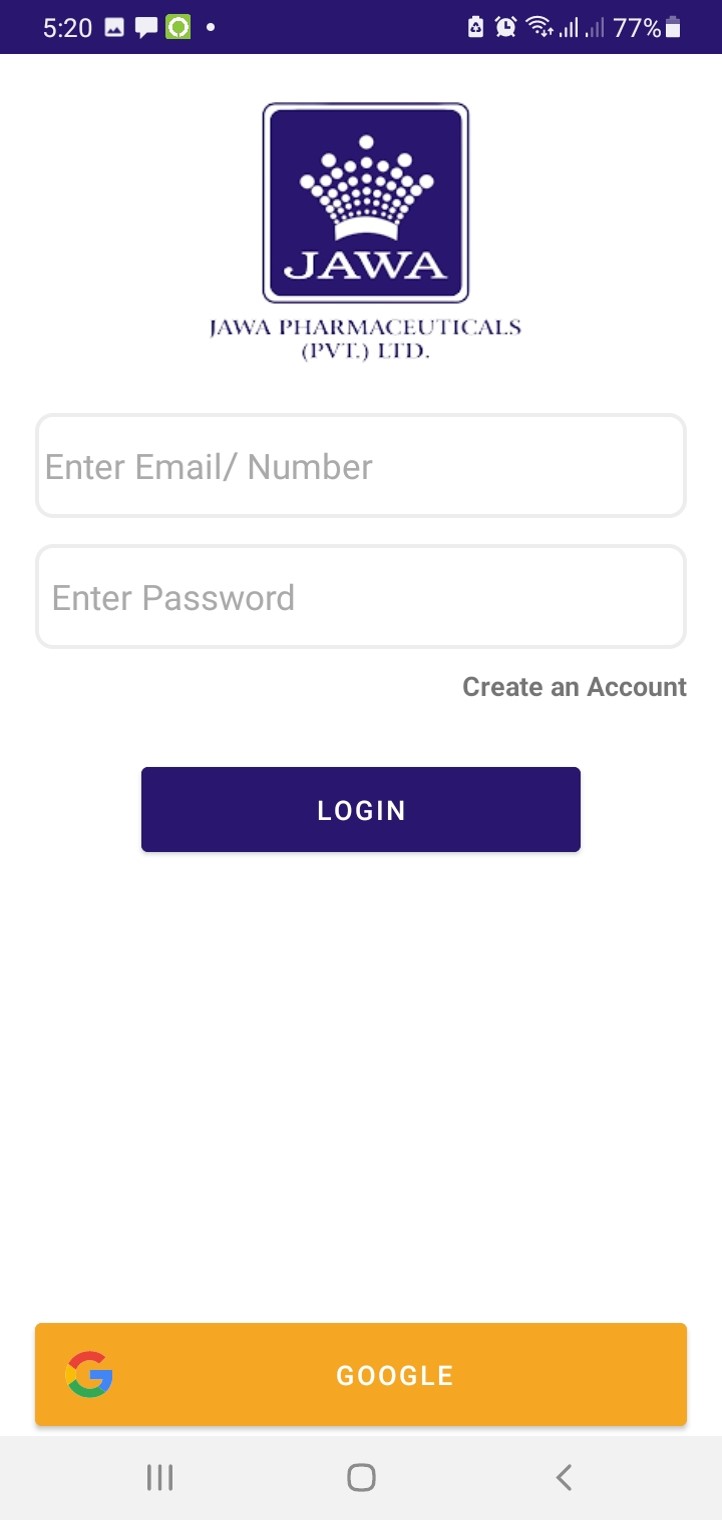 5:20 77%
JAWA
JAWA PHARMACEUTICALS
(PVT.) LTD.
Enter Email/ Number
Enter Password
Create an Account
LOGIN
GOOGLE